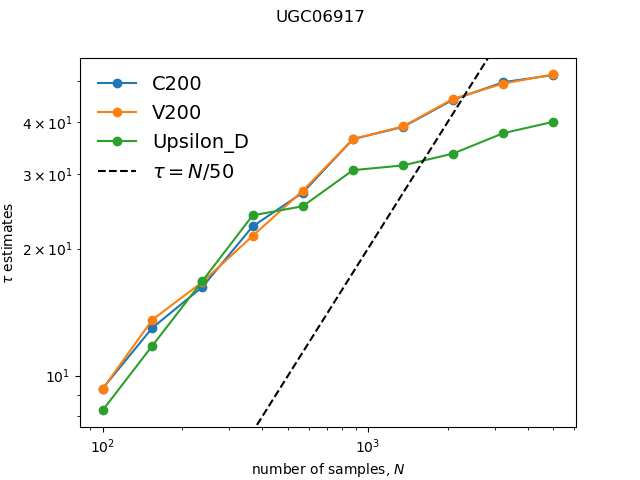 UGC06917
C200
V200
Upsilon_D
τ = N/50
4 × 10¹
3 × 10¹
2 × 10¹
10¹
τ estimates
10² 10³
number of samples, N